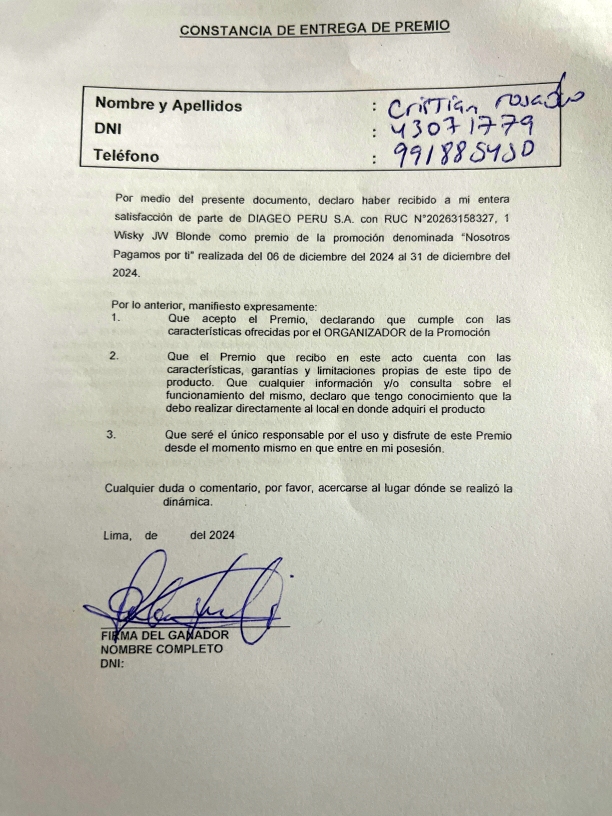 CONSTANCIA DE ENTREGA DE PREMIO
Nombre y Apellidos : Cristian rosado
DNI : 43071779
Teléfono : 991885450
Por medio del presente documento, declaro haber recibido a mi entera
satisfacción de parte de DIAGEO PERU S.A. con RUC N°20263158327, 1
Wisky JW Blonde como premio de la promoción denominada “Nosotros
Pagamos por ti” realizada del 06 de diciembre del 2024 al 31 de diciembre del
2024.
Por lo anterior, manifiesto expresamente:
1. Que acepto el Premio, declarando que cumple con las
características ofrecidas por el ORGANIZADOR de la Promoción
2. Que el Premio que recibo en este acto cuenta con las
características, garantías y limitaciones propias de este tipo de
producto. Que cualquier información y/o consulta sobre el
funcionamiento del mismo, declaro que tengo conocimiento que la
debo realizar directamente al local en donde adquirí el producto
3. Que seré el único responsable por el uso y disfrute de este Premio
desde el momento mismo en que entre en mi posesión.
Cualquier duda o comentario, por favor, acercarse al lugar dónde se realizó la
dinámica.
Lima, de del 2024
FIRMA DEL GANADOR
NOMBRE COMPLETO
DNI: